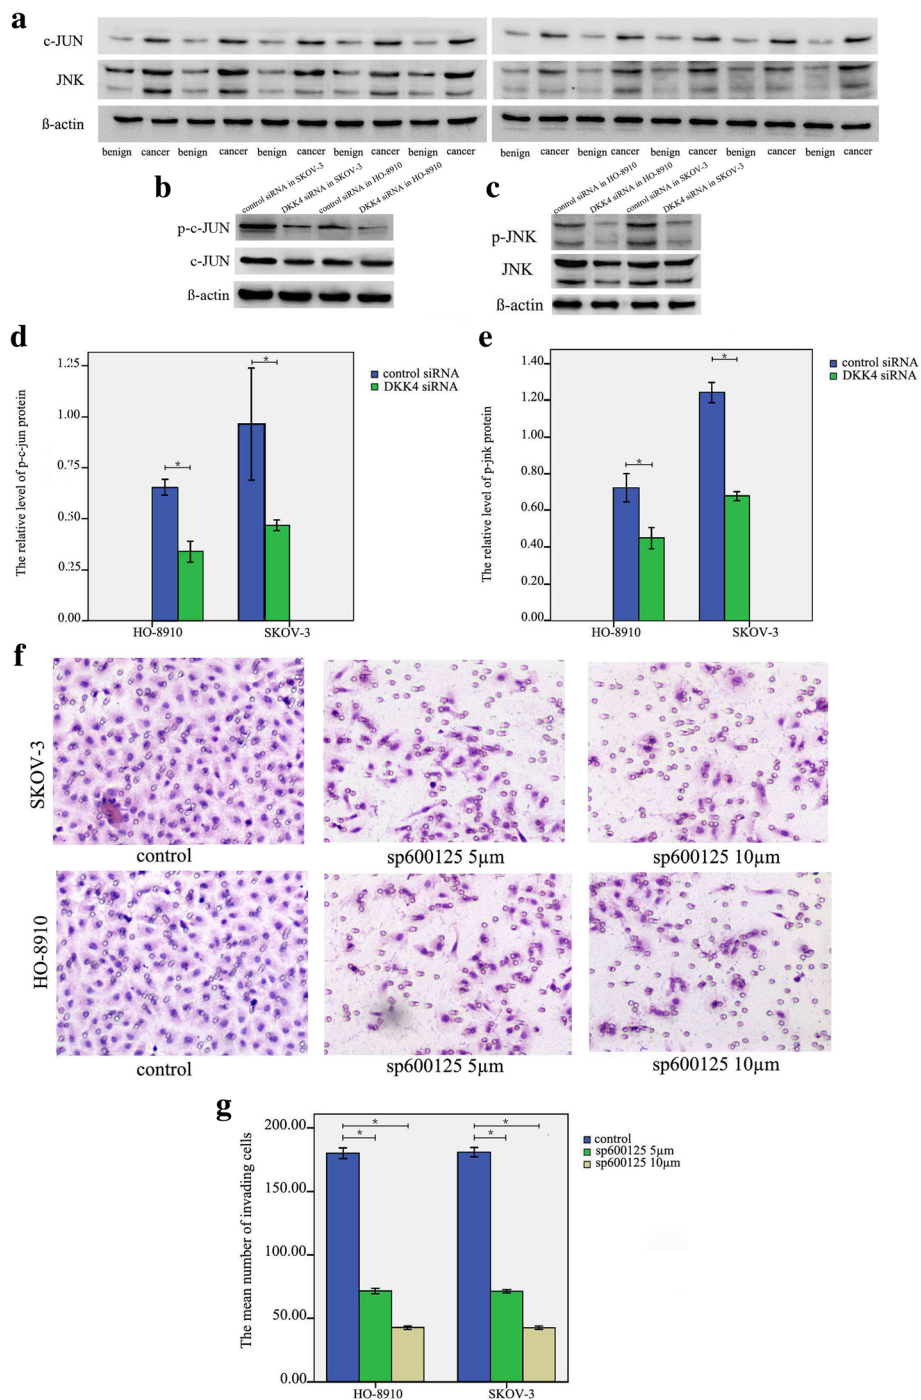 a
c-JUN
JNK
ß-actin
benign cancer benign cancer benign cancer benign cancer benign cancer benign cancer benign cancer benign cancer benign cancer benign cancer
b
control siRNA in SKOV-3
DKK4 siRNA in SKOV-3
control siRNA in HO-8910
DKK4 siRNA in HO-8910
p-c-JUN
c-JUN
ß-actin
c
control siRNA in HO-8910
DKK4 siRNA in HO-8910
control siRNA in SKOV-3
DKK4 siRNA in SKOV-3
p-JNK
JNK
ß-actin
d
The relative level of p-c-jun protein
1.25
1.00
0.75
0.50
0.25
0.00
*
*
HO-8910
SKOV-3
control siRNA
DKK4 siRNA
e
The relative level of p-jnk protein
1.40
1.20
1.00
0.80
0.60
0.40
0.20
0.00
*
*
HO-8910
SKOV-3
control siRNA
DKK4 siRNA
f
SKOV-3
control
sp600125 5µm
sp600125 10µm
HO-8910
control
sp600125 5µm
sp600125 10µm
g
The mean number of invading cells
200.00
150.00
100.00
50.00
0.00
*
*
*
*
HO-8910
SKOV-3
control
sp600125 5µm
sp600125 10µm